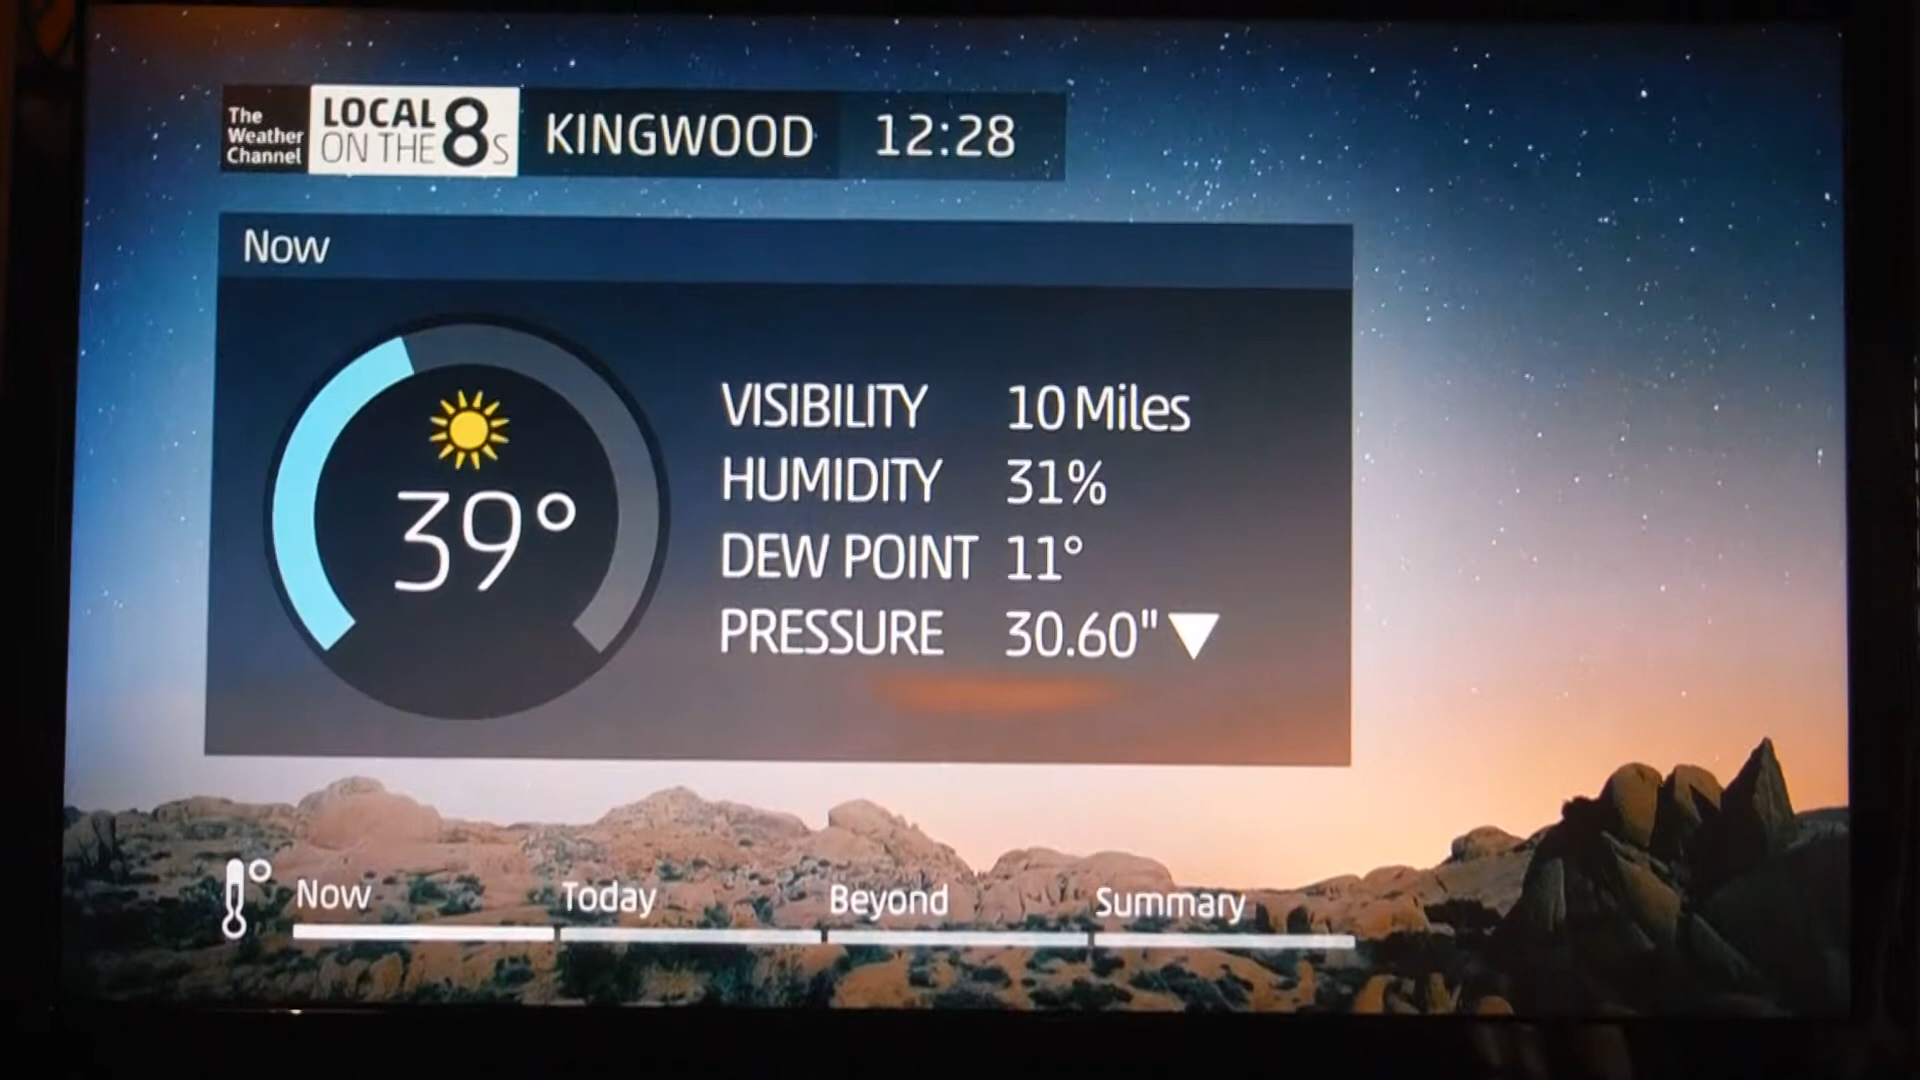 The
Weather
Channel
LOCAL
ON THE 8s
KINGWOOD
12:28
Now
39°
VISIBILITY 10 Miles
HUMIDITY 31%
DEW POINT 11°
PRESSURE 30.60"
Now
Today
Beyond
Summary